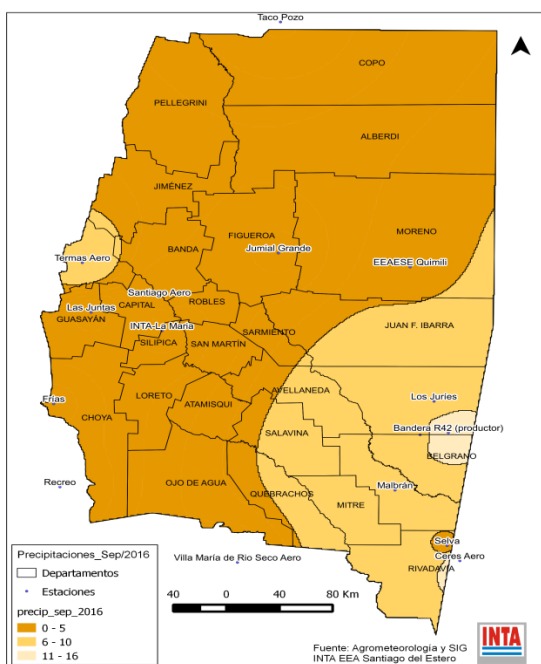 Taco Pozo
COPO
PELLEGRINI
ALBERDI
JIMÉNEZ
FIGUEROA
MORENO
BANDA
Jumial Grande
Termas Aero
EEAESE Quimili
Santiago Aero
CAPITAL
ROBLES
Las Juntas
GUASAYÁN
INTA-La María
SARMIENTO
JUAN F. IBARRA
SILIPICA
SAN MARTÍN
AVELLANEDA
LORETO
ATAMISQUI
Los Juríes
Frías
CHOYA
SALAVINA
Bandera R42 (productor)
BELGRANO
Recreo
OJO DE AGUA
QUEBRACHOS
Malbrán
MITRE
Selva
Ceres Aero
Villa María de Rio Seco Aero
RIVADAVIA
Precipitaciones_Sep/2016
Departamentos
Estaciones
precip_sep_2016
0 - 5
6 - 10
11 - 16
40 0 40 80 Km
Fuente: Agrometeorología y SIG
INTA EEA Santiago del Estero
INTA